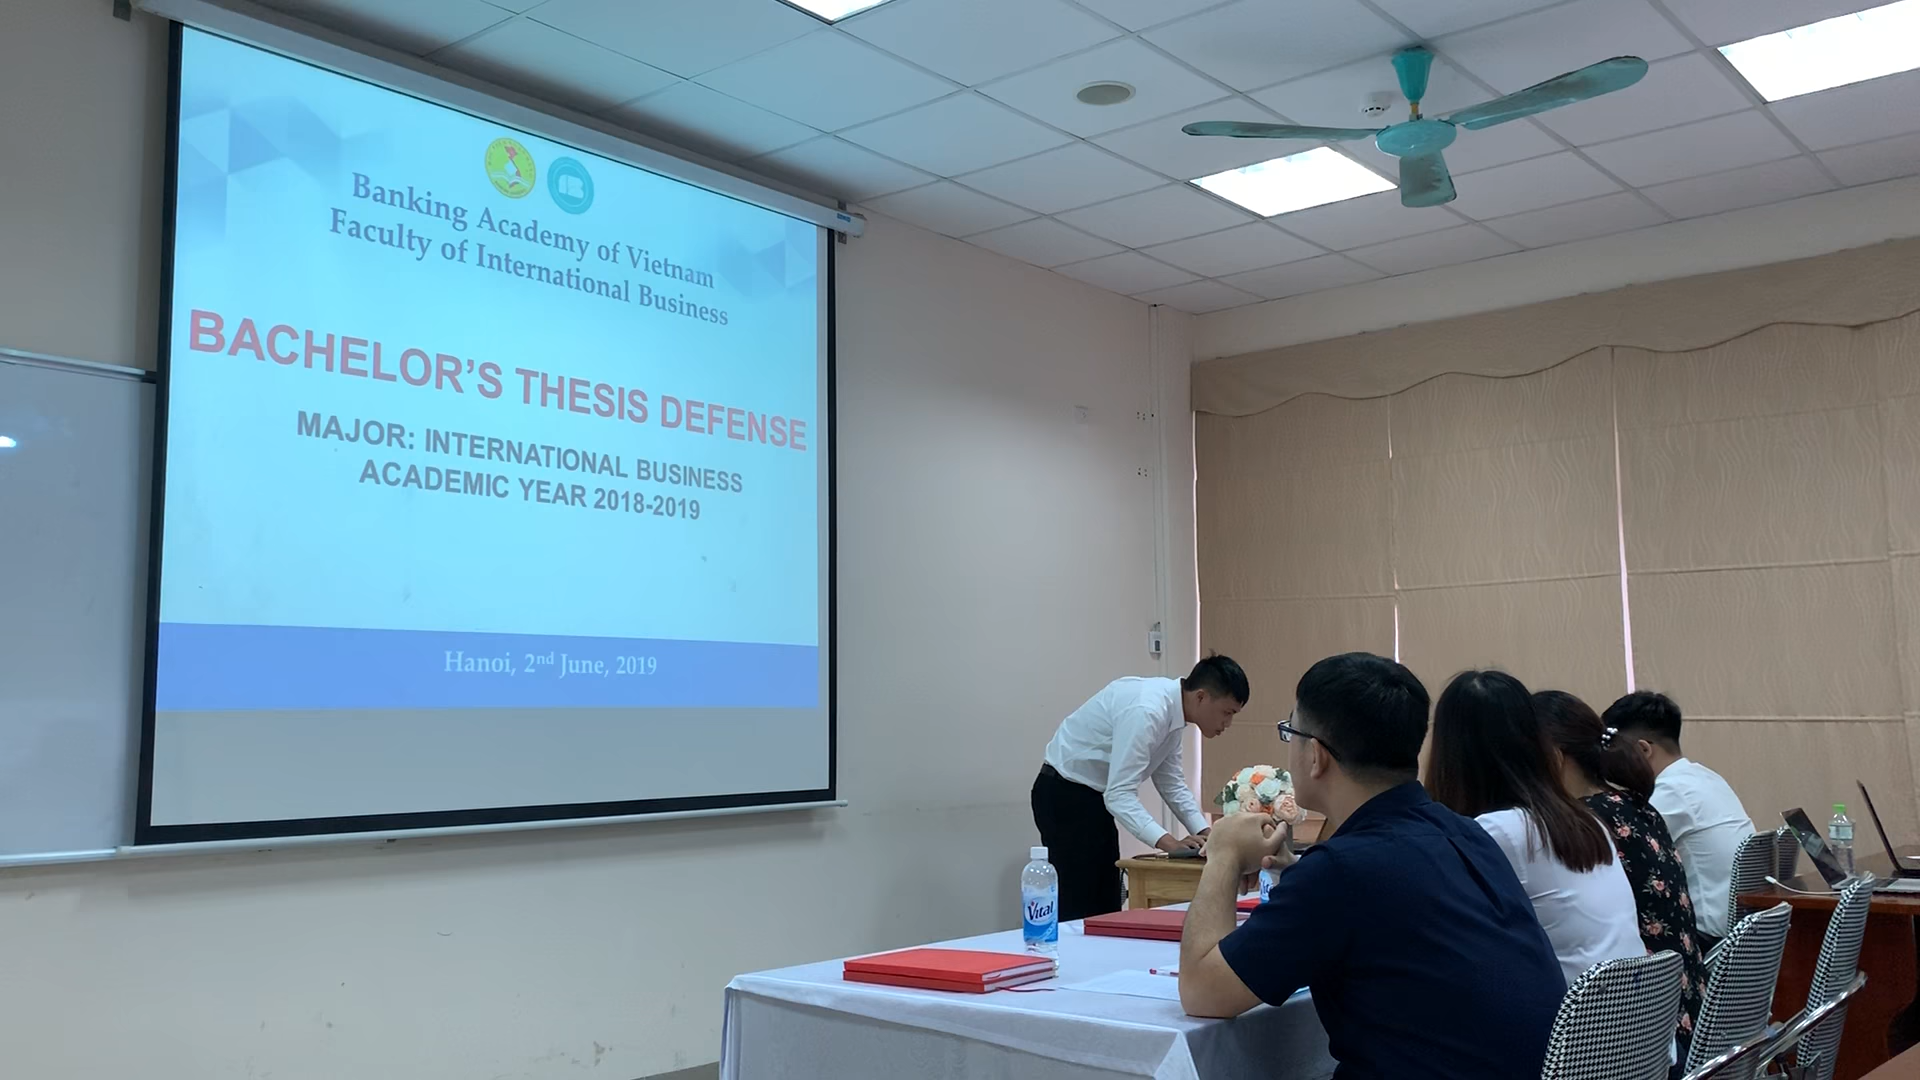 Banking Academy of Vietnam
Faculty of International Business
BACHELOR'S THESIS DEFENSE
MAJOR: INTERNATIONAL BUSINESS
ACADEMIC YEAR 2018-2019
Hanoi, 2nd June, 2019
Vital